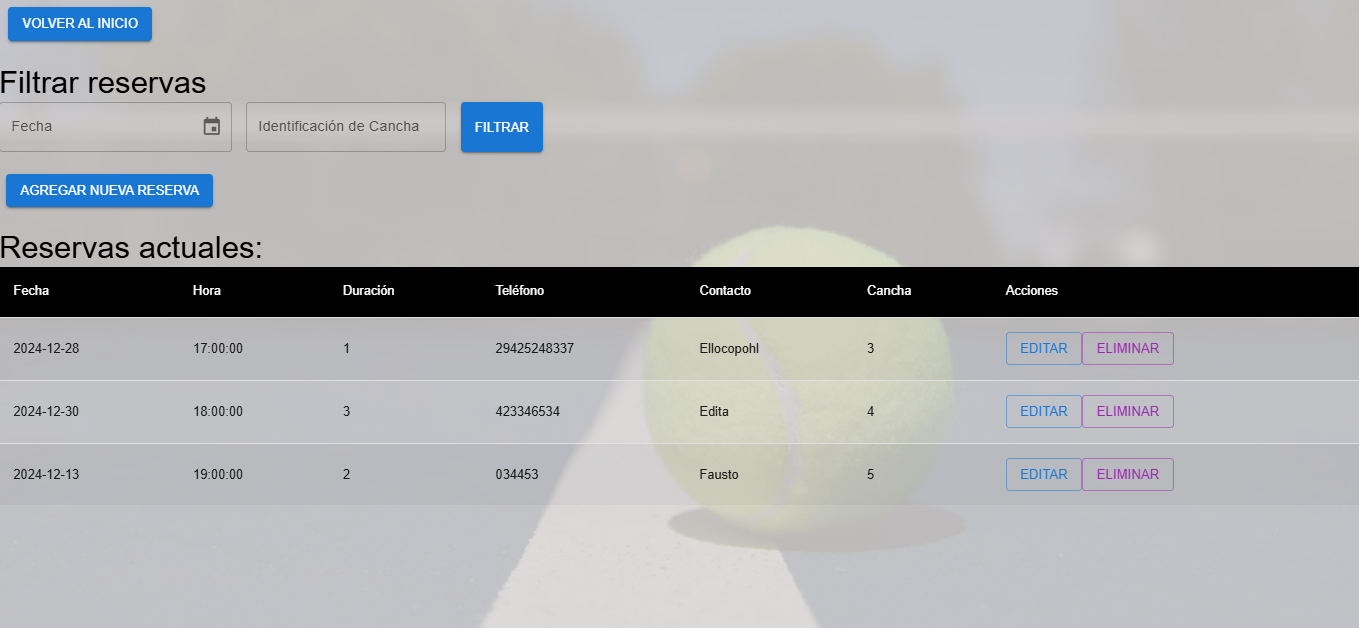 VOLVER AL INICIO
Filtrar reservas
Fecha Identificación de Cancha FILTRAR
AGREGAR NUEVA RESERVA
Reservas actuales:
Fecha Hora Duración Teléfono Contacto Cancha Acciones
2024-12-28 17:00:00 1 29425248337 Ellocopohl 3 EDITAR ELIMINAR
2024-12-30 18:00:00 3 423346534 Edita 4 EDITAR ELIMINAR
2024-12-13 19:00:00 2 034453 Fausto 5 EDITAR ELIMINAR